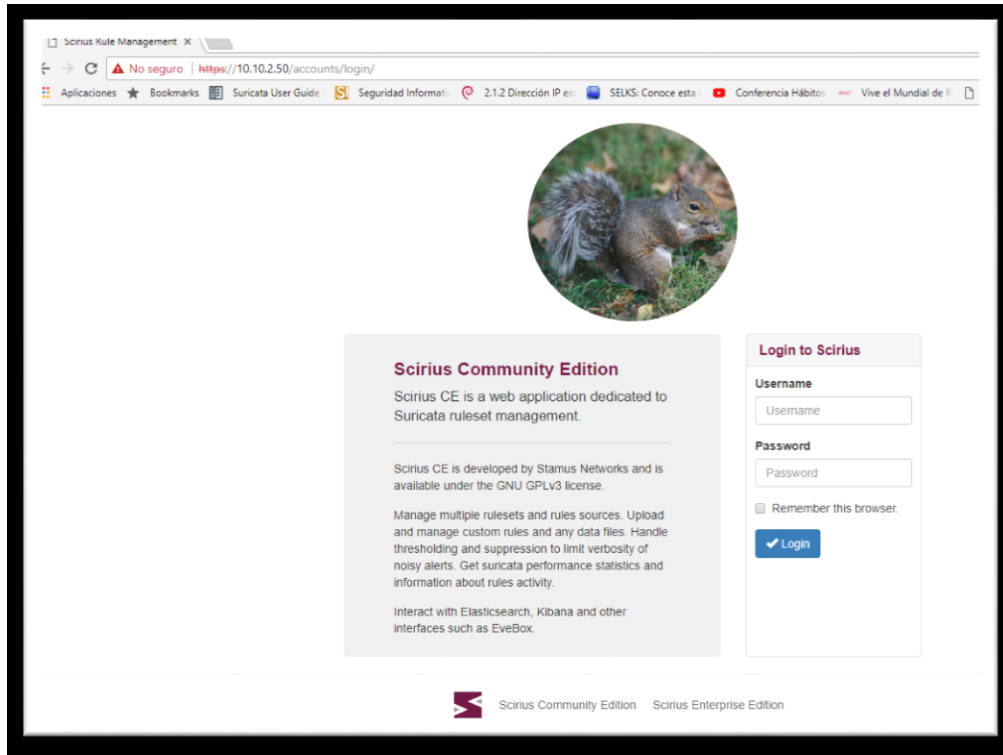 Scirius Rule Management
No seguro | https://10.10.2.50/accounts/login/
Aplicaciones Bookmarks Suricata User Guide Seguridad Informati 2.1.2 Dirección IP es SELKS: Conoce esta Conferencia Hábitos Vive el Mundial de
Scirius Community Edition
Scirius CE is a web application dedicated to
Suricata ruleset management.
Scirius CE is developed by Stamus Networks and is
available under the GNU GPLv3 license.
Manage multiple rulesets and rules sources. Upload
and manage custom rules and any data files. Handle
thresholding and suppression to limit verbosity of
noisy alerts. Get suricata performance statistics and
information about rules activity.
Interact with Elasticsearch, Kibana and other
interfaces such as EveBox.
Login to Scirius
Username
Username
Password
Password
Remember this browser.
Login
Scirius Community Edition Scirius Enterprise Edition